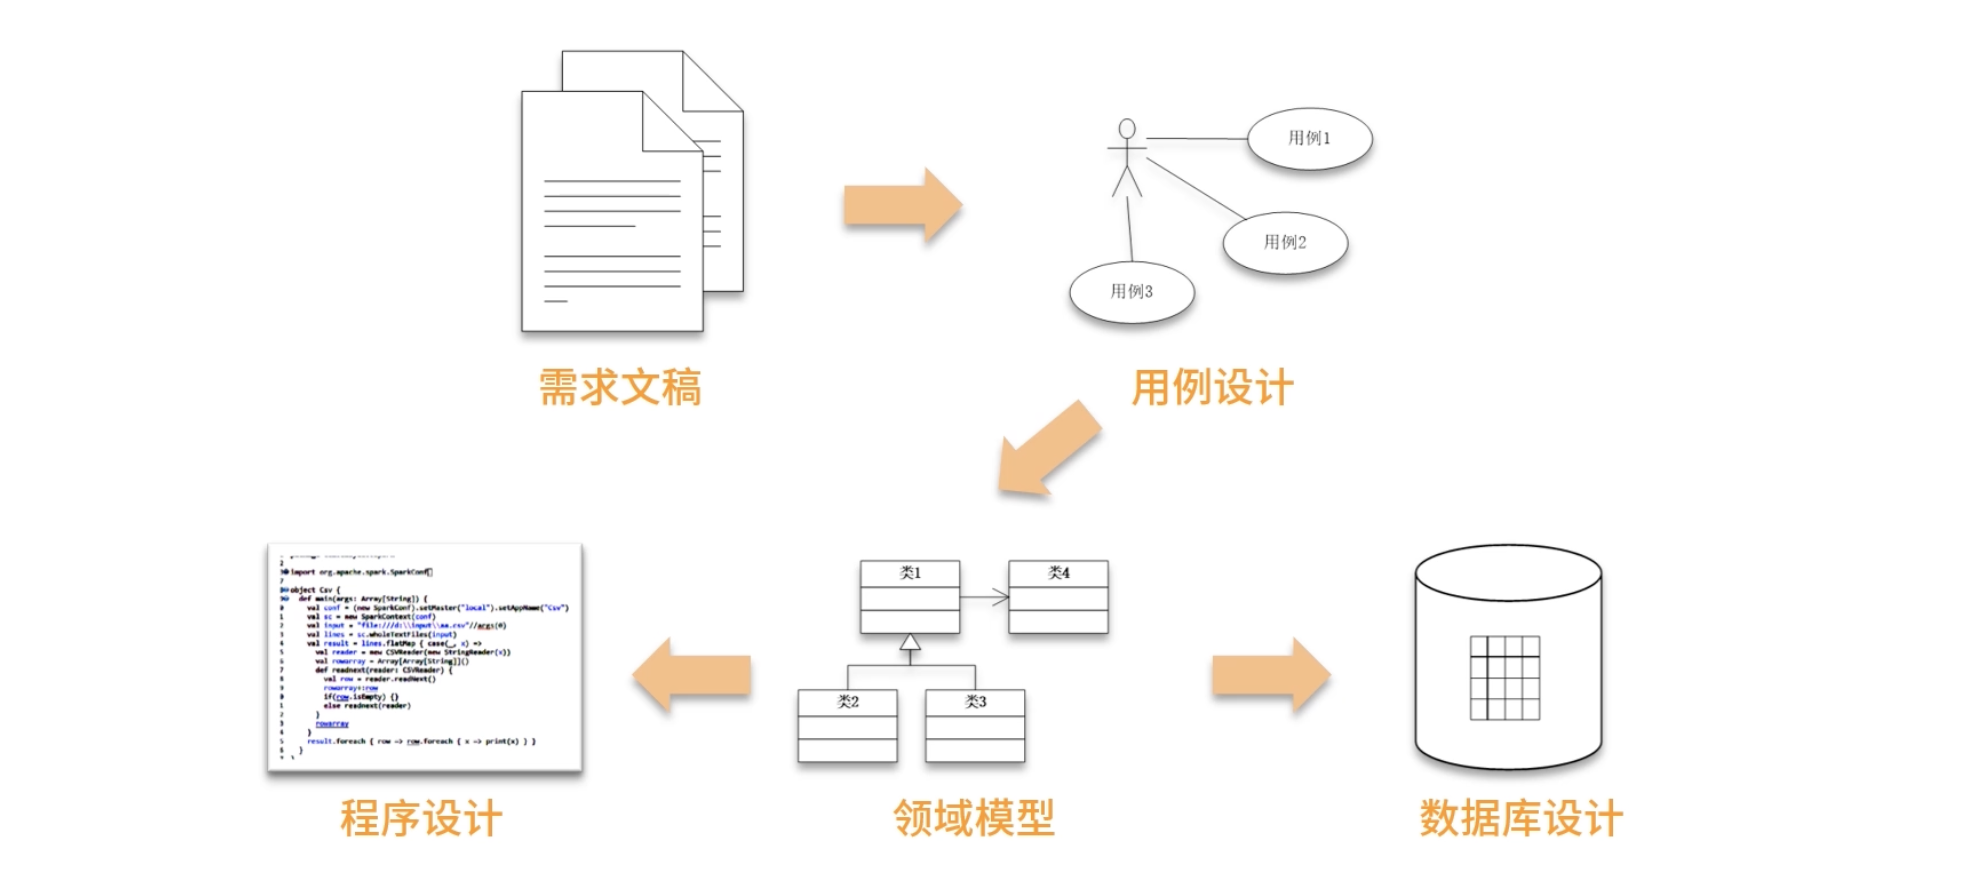 用例1
用例2
用例3
需求文稿
用例设计
import org.apache.spark.SparkConf
object Csv {
def main(args: Array[String]) {
val conf = (new SparkConf).setMaster("local").setAppName("Csv")
val sc = new SparkContext(conf)
val input = "file:///d:\\input\\aa.csv"//args(0)
val lines = sc.wholeTextFiles(input)
val result = lines.flatMap { case(_, x) =>
val reader = new CSVReader(new StringReader(x))
val rowarray = Array[Array[String]]()
def readnext(reader: CSVReader) {
val row = reader.readNext()
rowarray:+row
if(row.isEmpty) {}
else readnext(reader)
}
rowarray
}
result.foreach { row => row.foreach { x => print(x) } }
}
}
类1
类4
类2
类3
程序设计
领域模型
数据库设计